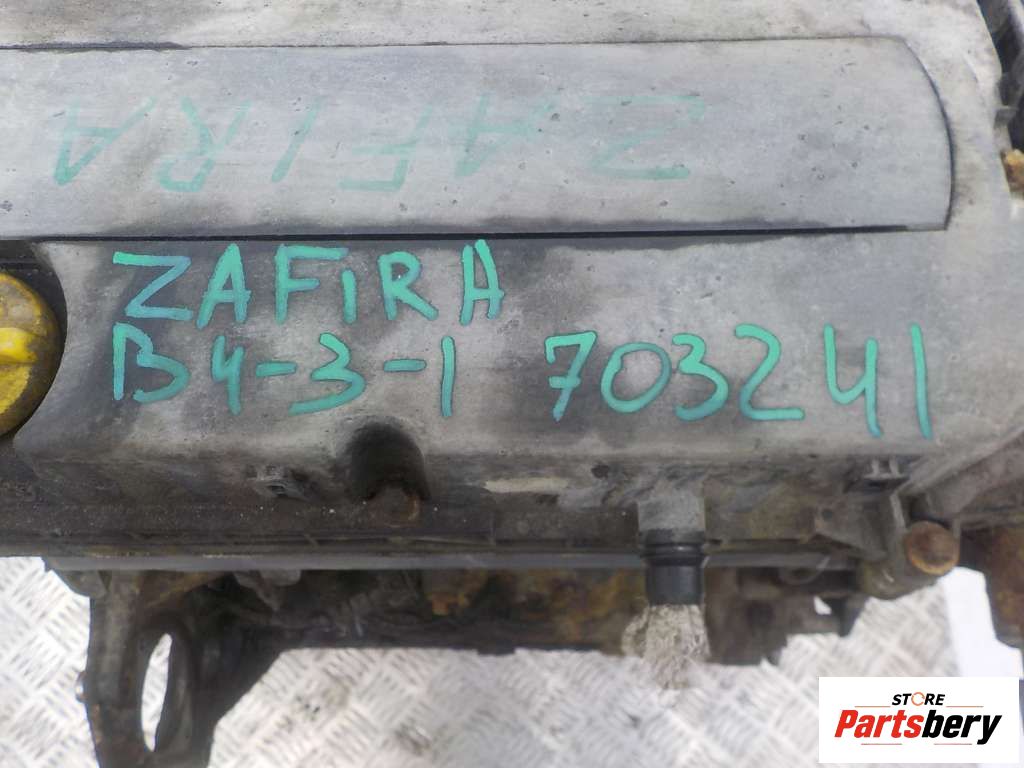 ZAFIRA
ZAFIRA
B4-3-1 703241
STORE
Partsbery